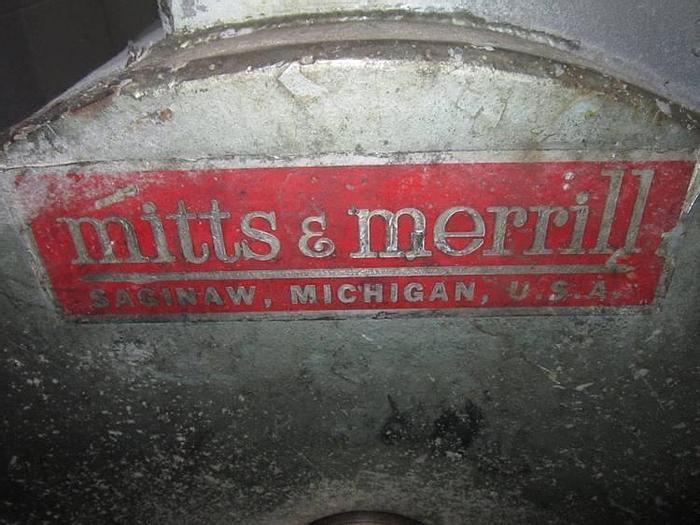 mitts & merrill
SAGINAW, MICHIGAN, U.S.A.